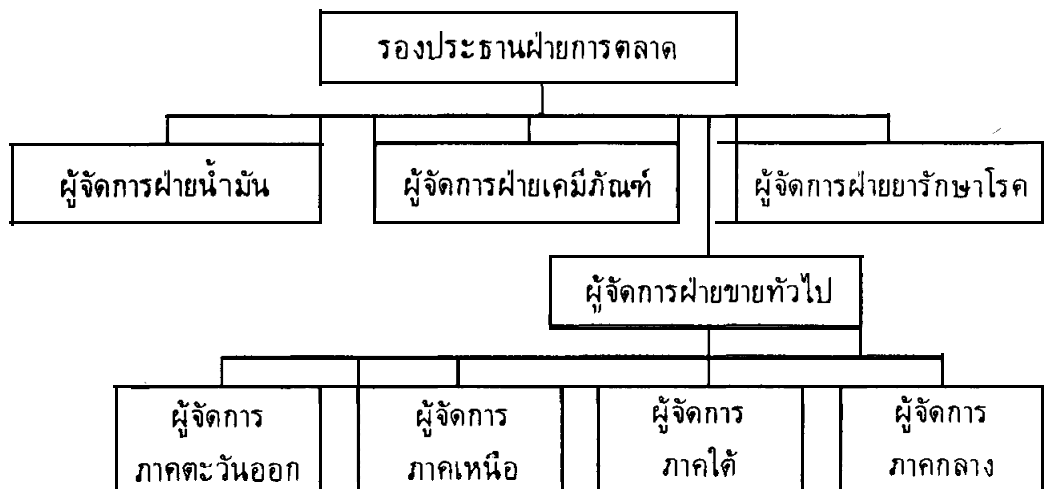 รองประธานฝ่ายการตลาด
ผู้จัดการฝ่ายน้ำมัน
ผู้จัดการฝ่ายเคมีภัณฑ์
ผู้จัดการฝ่ายยารักษาโรค
ผู้จัดการฝ่ายขายทั่วไป
ผู้จัดการ
ภาคตะวันออก
ผู้จัดการ
ภาคเหนือ
ผู้จัดการ
ภาคใต้
ผู้จัดการ
ภาคกลาง